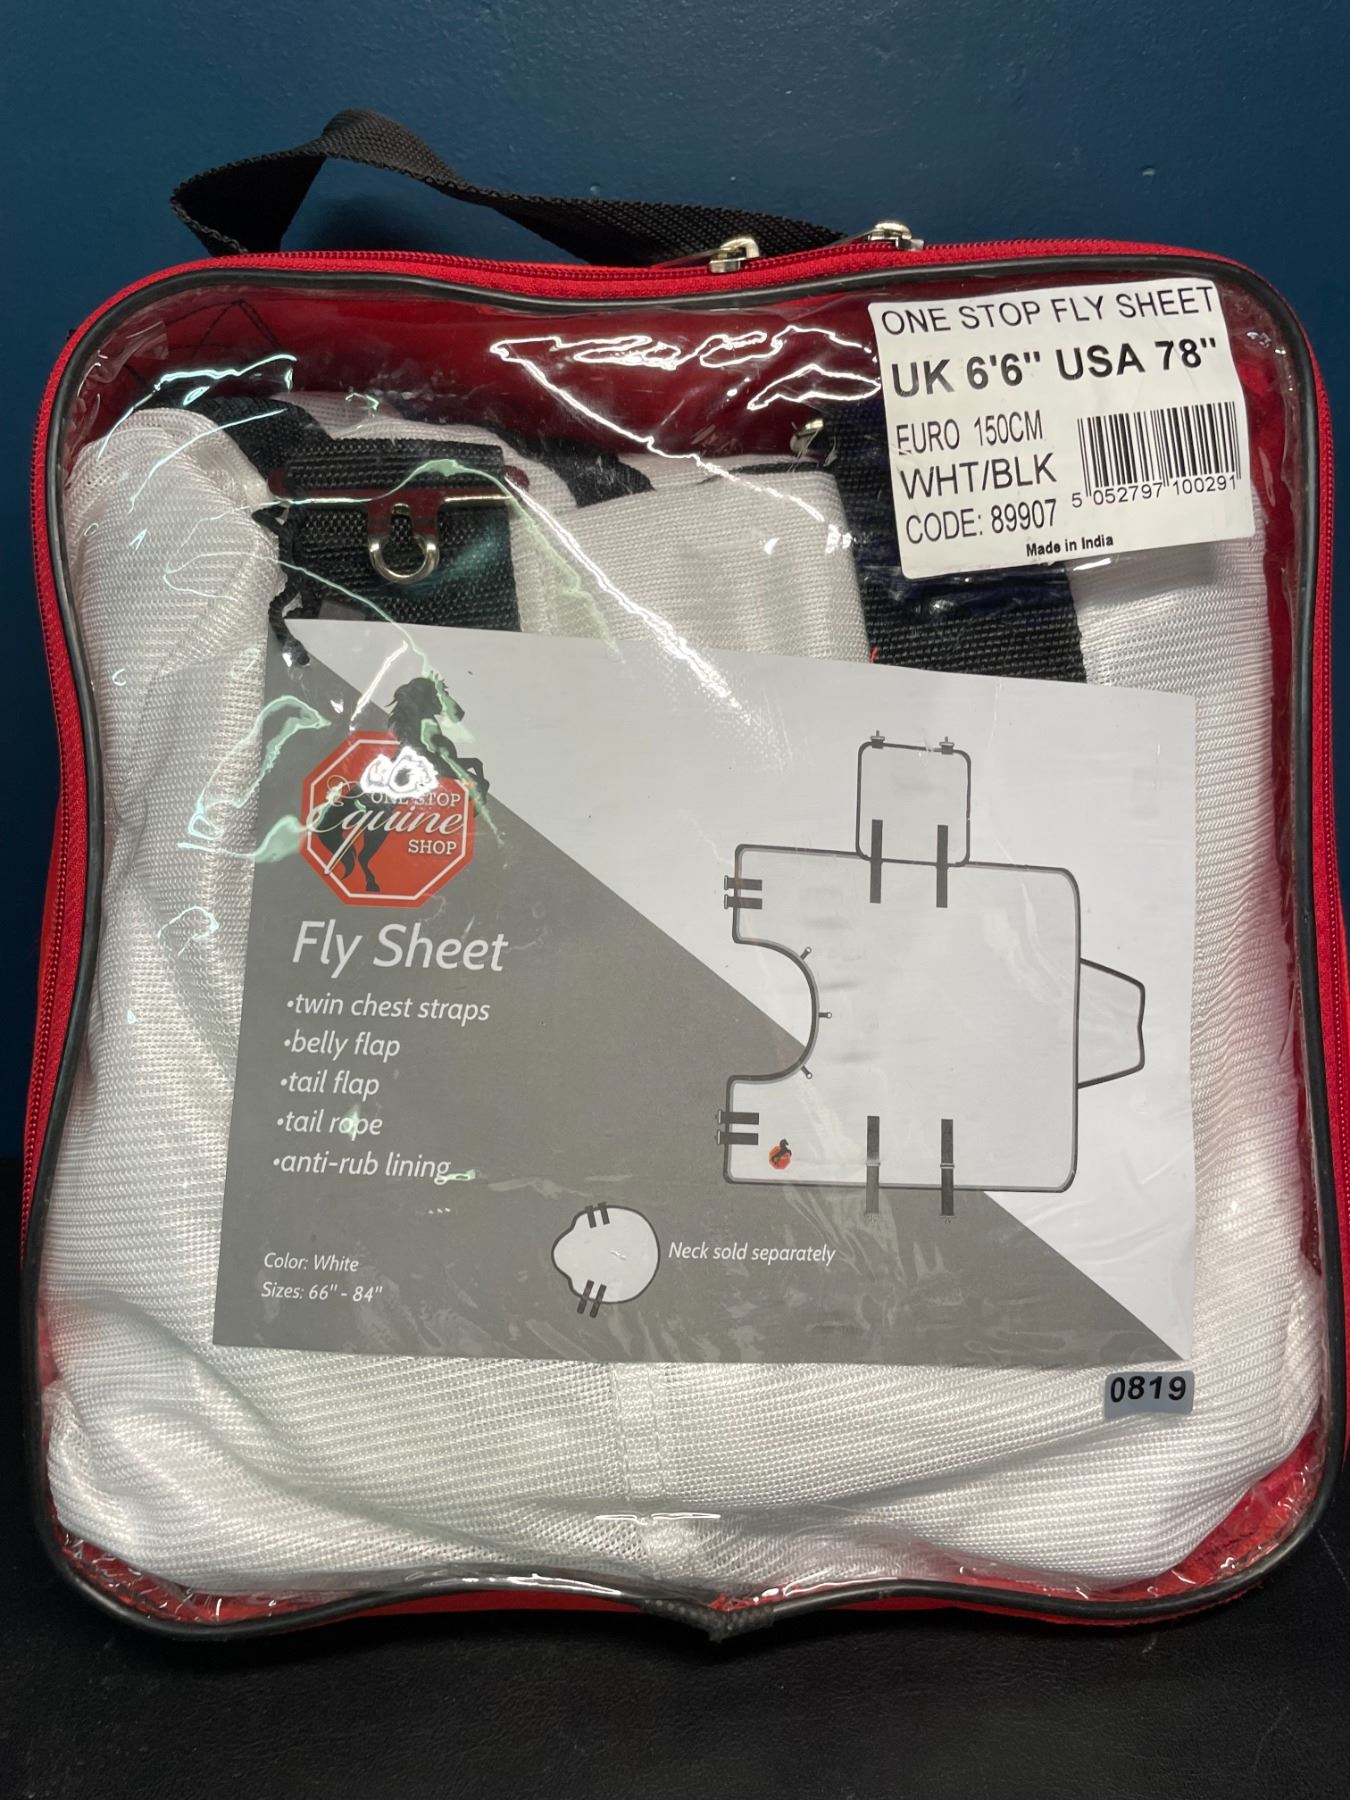 ONE STOP FLY SHEET
UK 6'6" USA 78"
EURO 150CM
WHT/BLK
CODE: 89907
5 052797 100291
Made in India
ONE STOP
Equine
SHOP
Fly Sheet
•twin chest straps
•belly flap
•tail flap
•tail rope
•anti-rub lining
Color: White
Sizes: 66" - 84"
Neck sold separately
0819